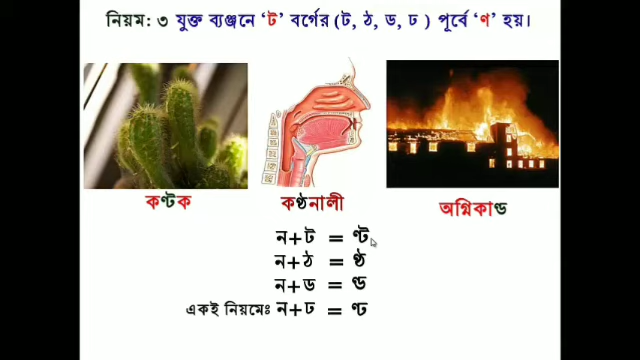 নিয়ম: ৩ যুক্ত ব্যঞ্জনে ‘ট’ বর্গের (ট, ঠ, ড, ঢ ) পূর্বে ‘ণ’ হয়।
কণ্টক কণ্ঠনালী অগ্নিকাণ্ড
ন+ট = ণ্ট
ন+ঠ = ণ্ঠ
ন+ড = ণ্ড
একই নিয়মেঃ ন+ঢ = ণ্ঢ